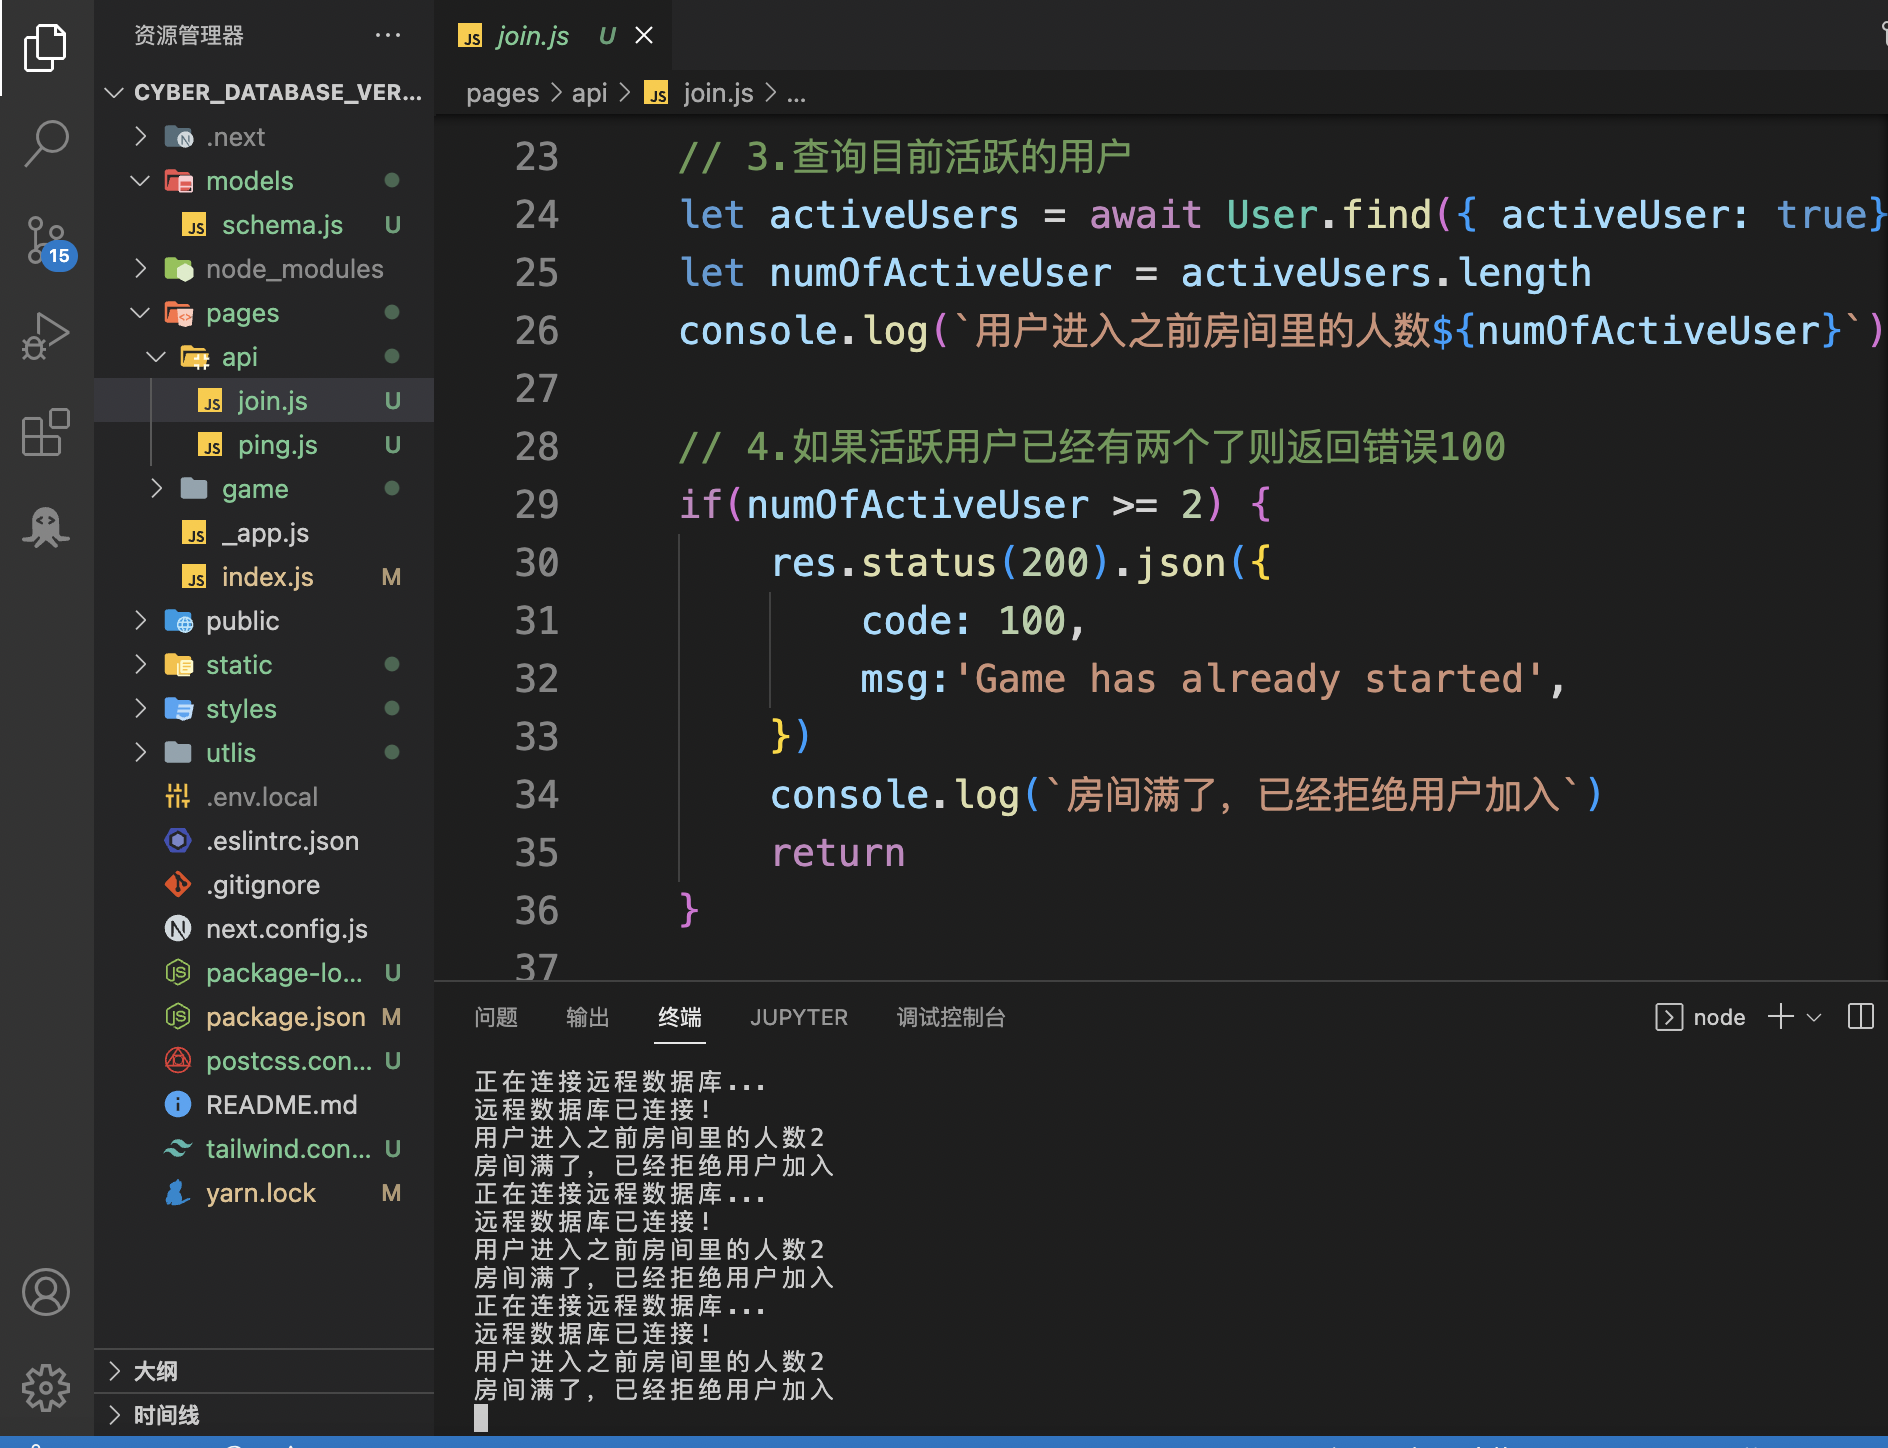 资源管理器 ...
CYBER_DATABASE_VER...
.next
models
schema.js U
node_modules
pages
api
join.js U
ping.js U
game
_app.js
index.js M
public
static
styles
utlis
.env.local
.eslintrc.json
.gitignore
next.config.js
package-lo... U
package.json M
postcss.con... U
README.md
tailwind.con... U
yarn.lock M
大纲
时间线
15
JS join.js U
pages > api > JS join.js > ...
23 // 3.查询目前活跃的用户
24 let activeUsers = await User.find({ activeUser: true}
25 let numOfActiveUser = activeUsers.length
26 console.log(`用户进入之前房间里的人数${numOfActiveUser}`)
27
28 // 4.如果活跃用户已经有两个了则返回错误100
29 if(numOfActiveUser >= 2) {
30 res.status(200).json({
31 code: 100,
32 msg:'Game has already started',
33 })
34 console.log(`房间满了，已经拒绝用户加入`)
35 return
36 }
37
问题 输出 终端 JUPYTER 调试控制台 node
正在连接远程数据库...
远程数据库已连接!
用户进入之前房间里的人数2
房间满了，已经拒绝用户加入
正在连接远程数据库...
远程数据库已连接!
用户进入之前房间里的人数2
房间满了，已经拒绝用户加入
正在连接远程数据库...
远程数据库已连接!
用户进入之前房间里的人数2
房间满了，已经拒绝用户加入